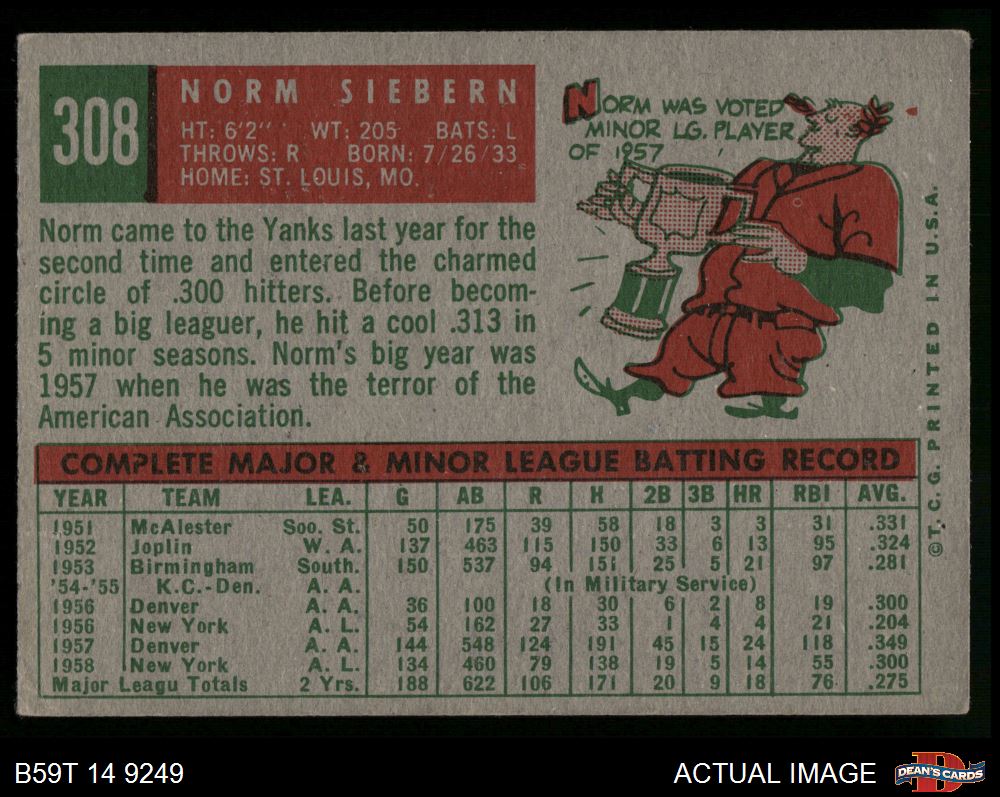 308
NORM SIEBERN
HT: 6'2" WT: 205 BATS: L
THROWS: R BORN: 7/26/33
HOME: ST. LOUIS, MO.
NORM WAS VOTED
MINOR LG. PLAYER
OF 1957
Norm came to the Yanks last year for the
second time and entered the charmed
circle of .300 hitters. Before becom-
ing a big leaguer, he hit a cool .313 in
5 minor seasons. Norm's big year was
1957 when he was the terror of the
American Association.
COMPLETE MAJOR & MINOR LEAGUE BATTING RECORD
YEAR TEAM LEA. G AB R H 2B 3B HR RBI AVG.
1951 McAlester Soo. St. 50 175 39 58 18 3 3 31 .331
1952 Joplin W. A. 137 463 115 150 33 6 13 95 .324
1953 Birmingham South. 150 537 94 151 25 5 21 97 .281
'54-'55 K.C.-Den. A. A. (In Military Service)
1956 Denver A. A. 36 100 18 30 6 2 8 19 .300
1956 New York A. L. 54 162 27 33 1 4 4 21 .204
1957 Denver A. A. 144 548 124 191 45 15 24 118 .349
1958 New York A. L. 134 460 79 138 19 5 14 55 .300
Major Leagu Totals 2 Yrs. 188 622 106 171 20 9 18 76 .275
©T. C. G. PRINTED IN U.S.A.
B59T 14 9249
ACTUAL IMAGE
D
DEAN'S CARDS